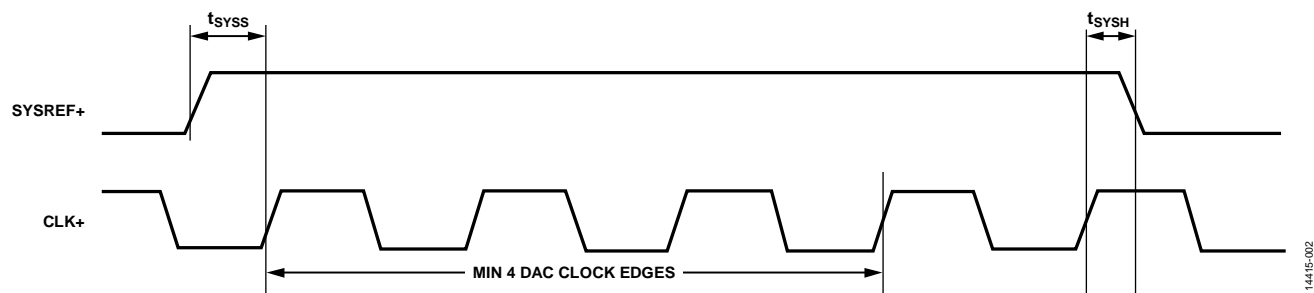 tSYSS
tSYSH
SYSREF+
CLK+
MIN 4 DAC CLOCK EDGES
14415-002